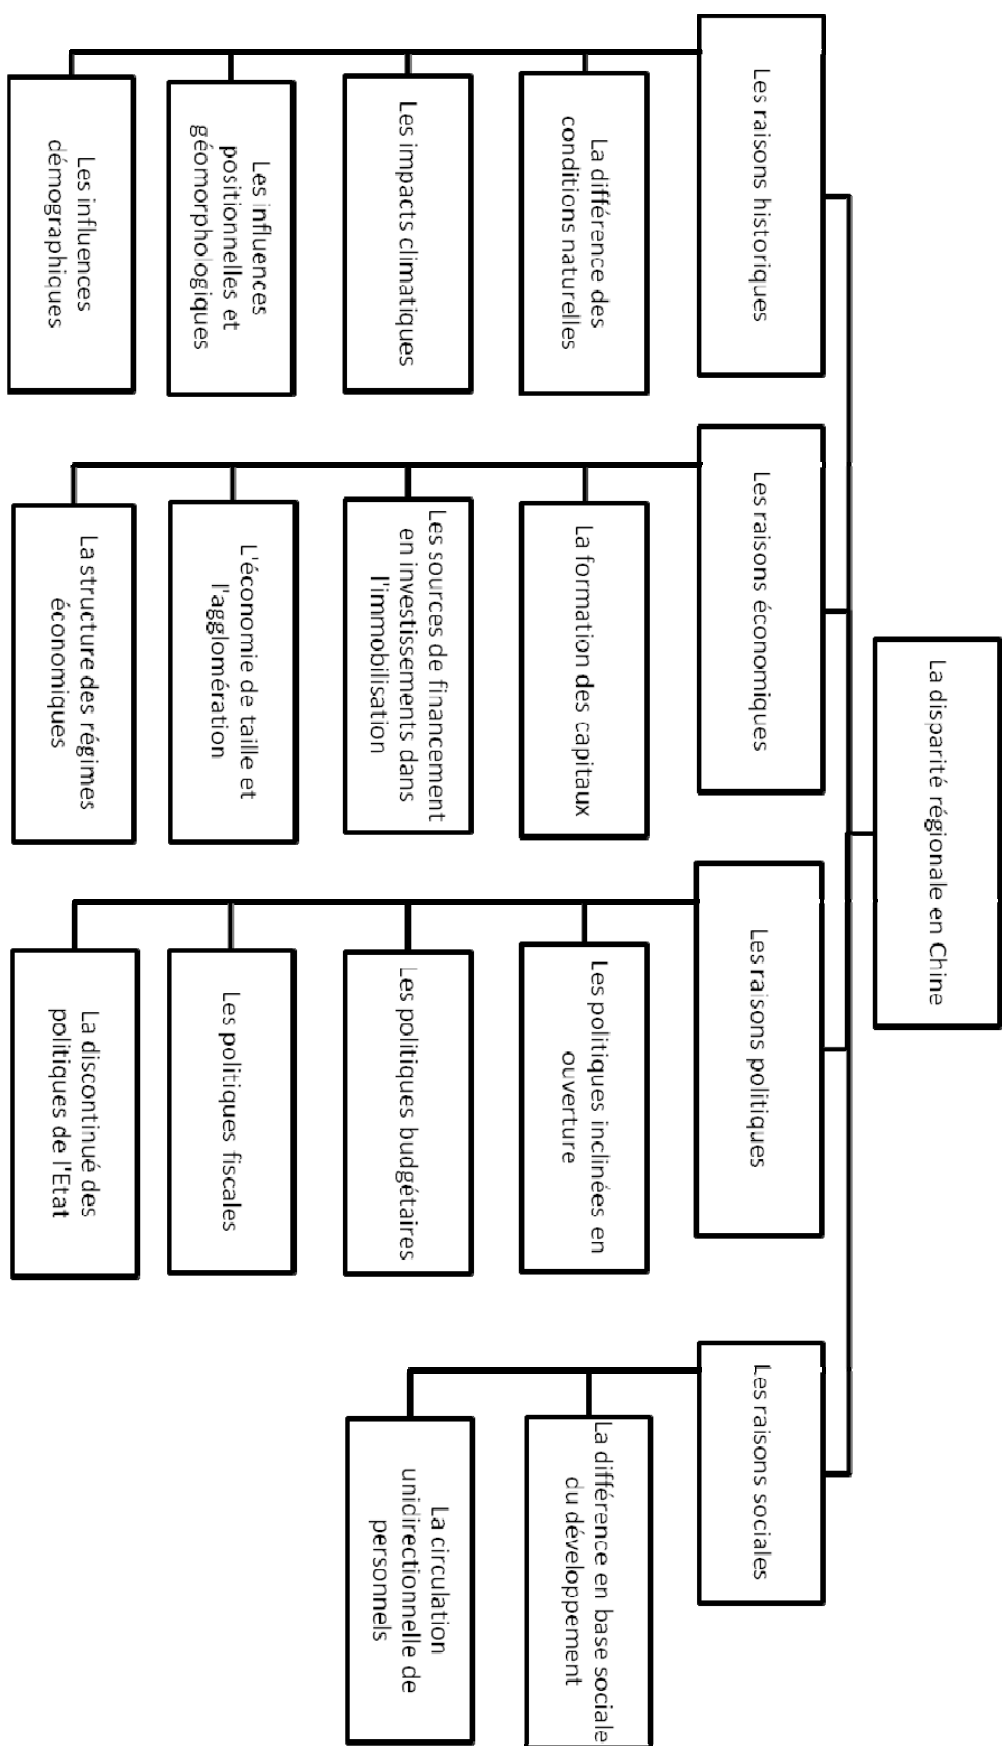 La disparité régionale en Chine
Les raisons historiques
La différence des
conditions naturelles
Les impacts climatiques
Les influences
positionnelles et
géomorphologiques
Les influences
démographiques
Les raisons économiques
La formation des capitaux
Les sources de financement
en investissements dans
l'immobilisation
L'économie de taille et
l'agglomération
La structure des régimes
économiques
Les raisons politiques
Les politiques inclinées en
ouverture
Les politiques budgétaires
Les politiques fiscales
La discontinué des
politiques de l'Etat
Les raisons sociales
La différence en base sociale
du développement
La circulation
unidirectionnelle de
personnels